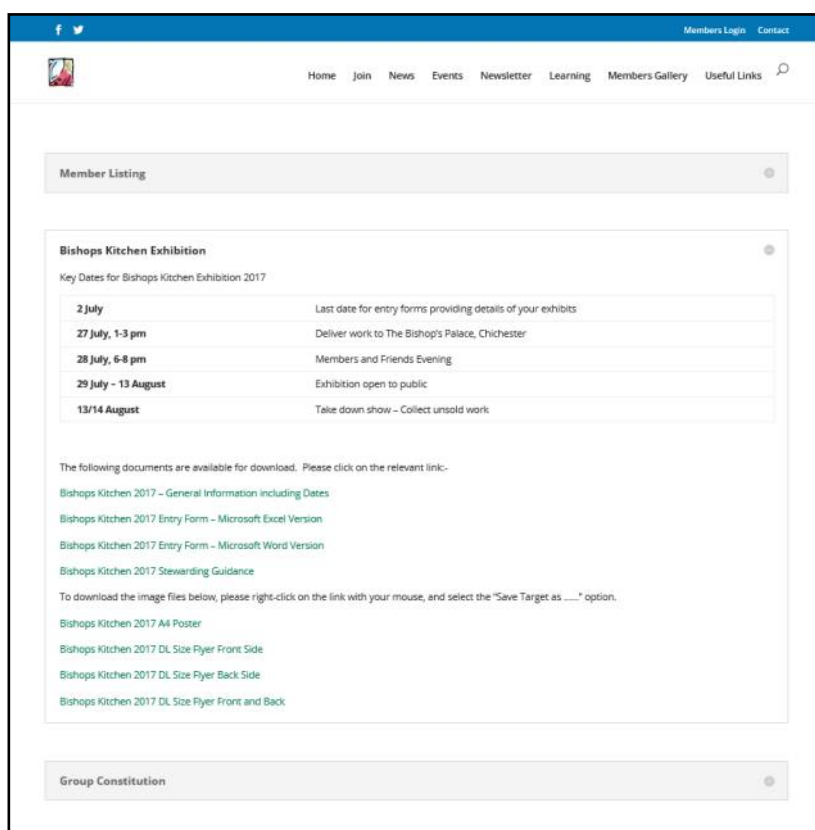 Members Login Contact
Home Join News Events Newsletter Learning Members Gallery Useful Links
Member Listing
Bishops Kitchen Exhibition
Key Dates for Bishops Kitchen Exhibition 2017
2 July Last date for entry forms providing details of your exhibits
27 July, 1-3 pm Deliver work to The Bishop's Palace, Chichester
28 July, 6-8 pm Members and Friends Evening
29 July – 13 August Exhibition open to public
13/14 August Take down show – Collect unsold work
The following documents are available for download. Please click on the relevant link:-
Bishops Kitchen 2017 – General Information including Dates
Bishops Kitchen 2017 Entry Form – Microsoft Excel Version
Bishops Kitchen 2017 Entry Form – Microsoft Word Version
Bishops Kitchen 2017 Stewarding Guidance
To download the image files below, please right-click on the link with your mouse, and select the "Save Target as ......" option.
Bishops Kitchen 2017 A4 Poster
Bishops Kitchen 2017 DL Size Flyer Front Side
Bishops Kitchen 2017 DL Size Flyer Back Side
Bishops Kitchen 2017 DL Size Flyer Front and Back
Group Constitution